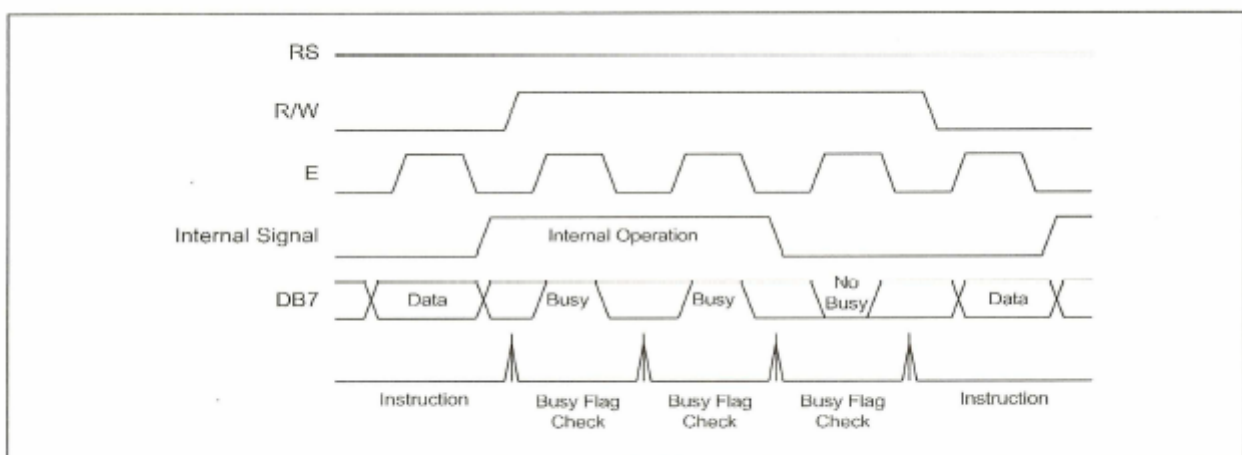 RS
R/W
E
Internal Signal
Internal Operation
DB7
Data
Busy
Busy
No
Busy
Data
Instruction
Busy Flag
Check
Busy Flag
Check
Busy Flag
Check
Instruction